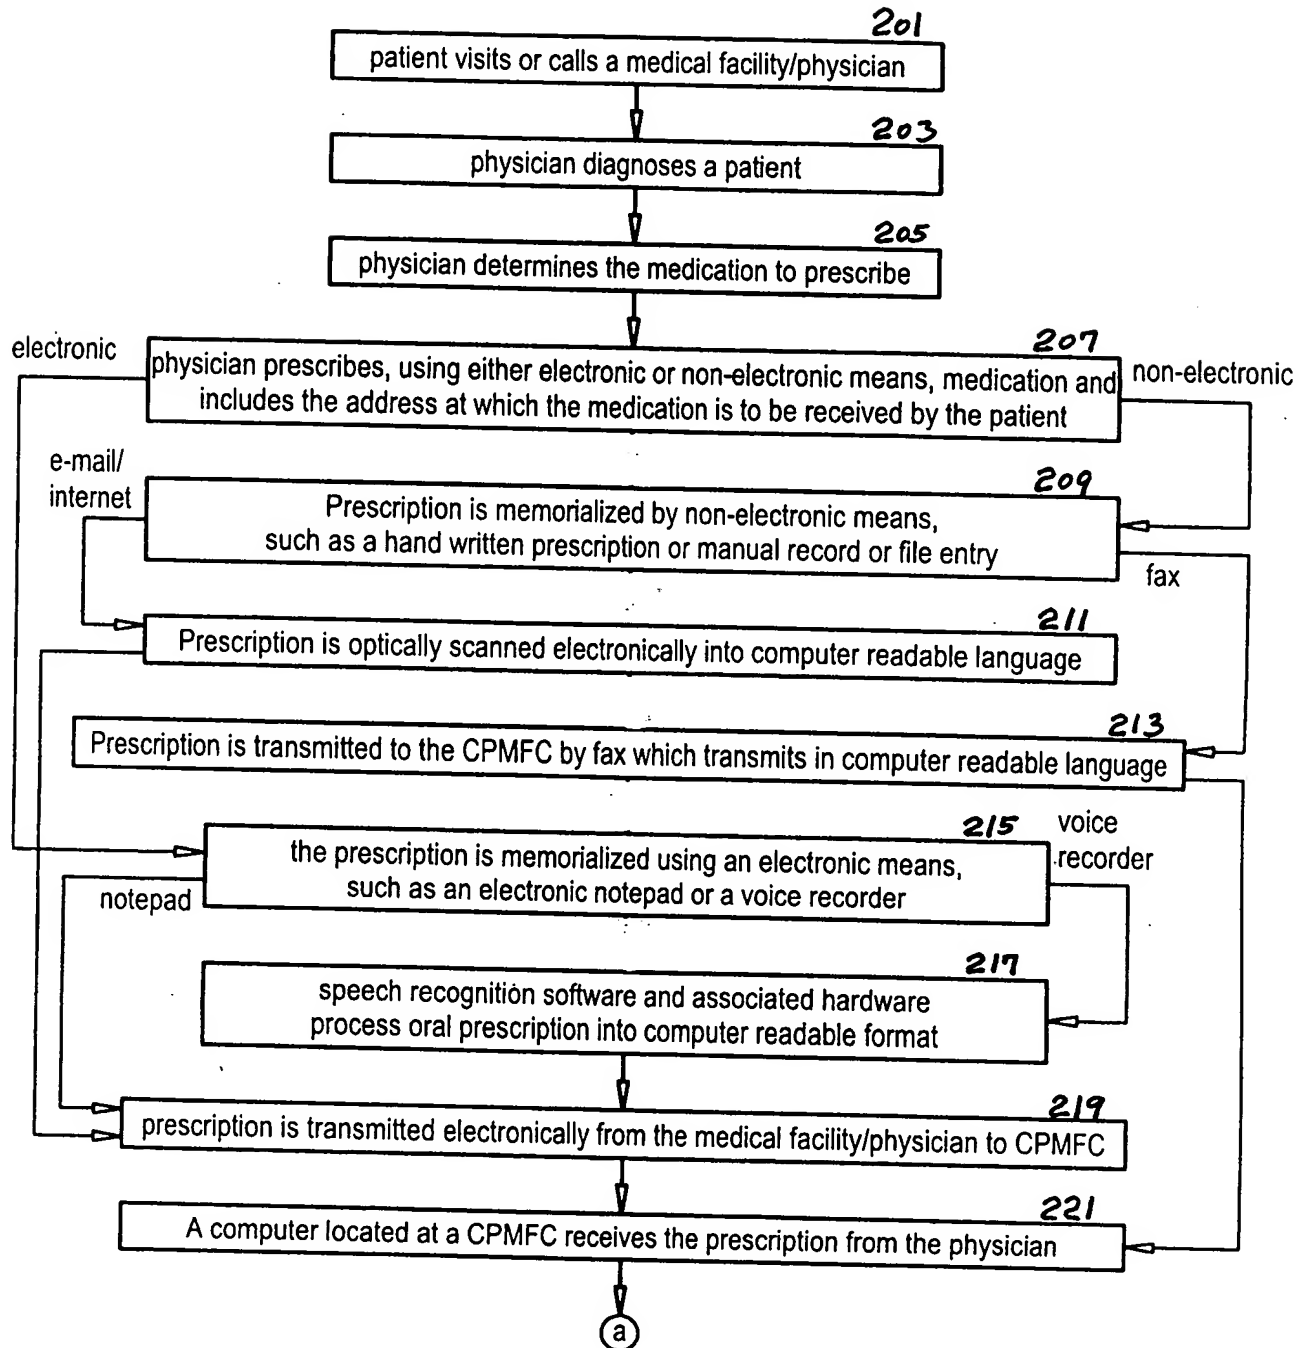 201
patient visits or calls a medical facility/physician
203
physician diagnoses a patient
205
physician determines the medication to prescribe
207
electronic
physician prescribes, using either electronic or non-electronic means, medication and
includes the address at which the medication is to be received by the patient
non-electronic
e-mail/
internet
209
Prescription is memorialized by non-electronic means,
such as a hand written prescription or manual record or file entry
fax
211
Prescription is optically scanned electronically into computer readable language
213
Prescription is transmitted to the CPMFC by fax which transmits in computer readable language
215
voice
recorder
the prescription is memorialized using an electronic means,
such as an electronic notepad or a voice recorder
notepad
217
speech recognition software and associated hardware
process oral prescription into computer readable format
219
prescription is transmitted electronically from the medical facility/physician to CPMFC
221
A computer located at a CPMFC receives the prescription from the physician
a